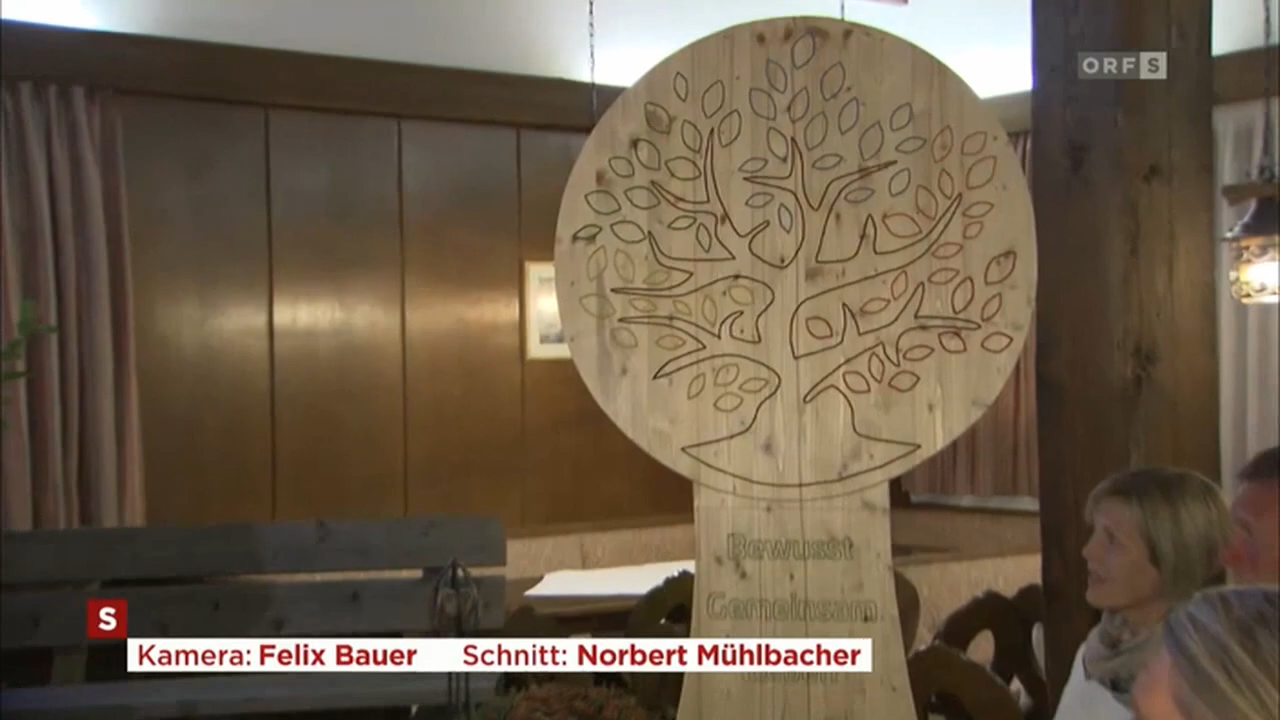 ORF S
Bewusst
Gemeinsam
S
Kamera: Felix Bauer Schnitt: Norbert Mühlbacher